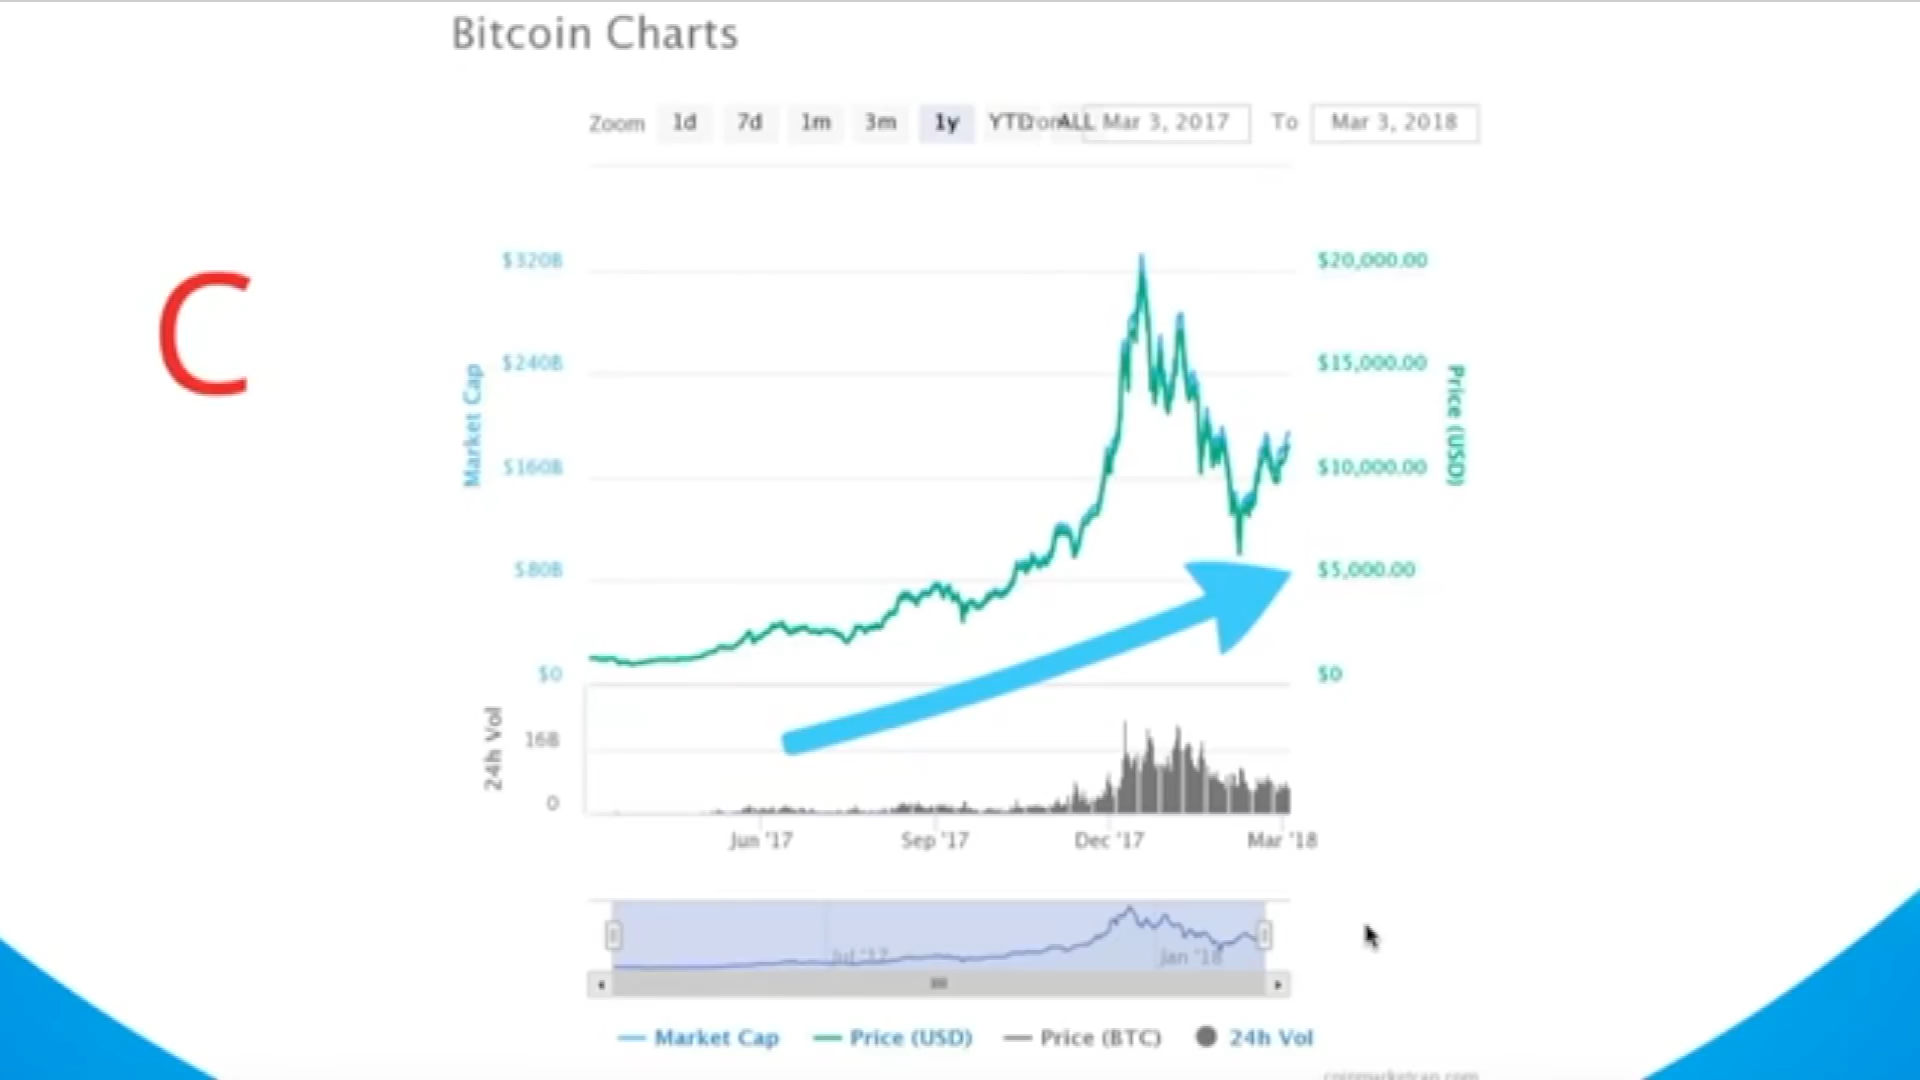 Bitcoin Charts
Zoom 1d 7d 1m 3m 1y YTD ALL Mar 3, 2017 To Mar 3, 2018
C
$320B $20,000.00
$240B $15,000.00
Market Cap
Price (USD)
$160B $10,000.00
$80B $5,000.00
$0 $0
24h Vol
16B
0
Jun '17 Sep '17 Dec '17 Mar '18
Jul '17 Jan '18
Market Cap Price (USD) Price (BTC) 24h Vol
coinmarketcap.com